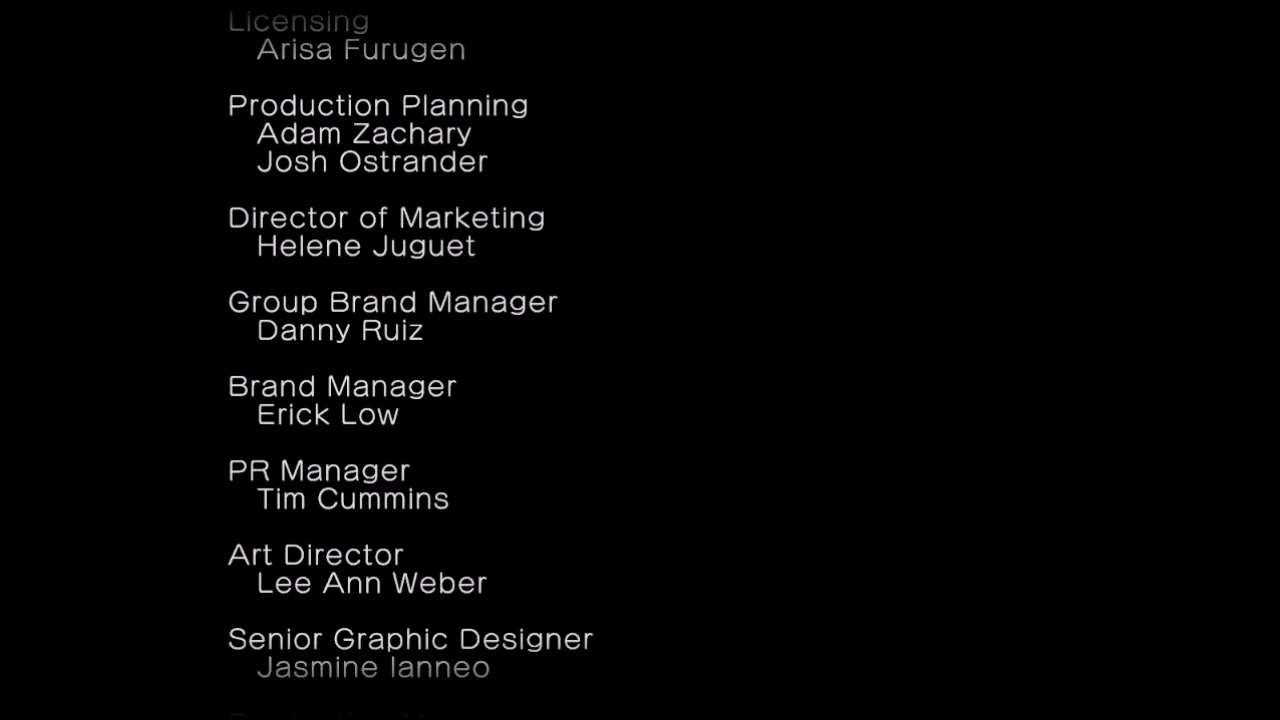 Licensing
Arisa Furugen
Production Planning
Adam Zachary
Josh Ostrander
Director of Marketing
Helene Juguet
Group Brand Manager
Danny Ruiz
Brand Manager
Erick Low
PR Manager
Tim Cummins
Art Director
Lee Ann Weber
Senior Graphic Designer
Jasmine Ianneo